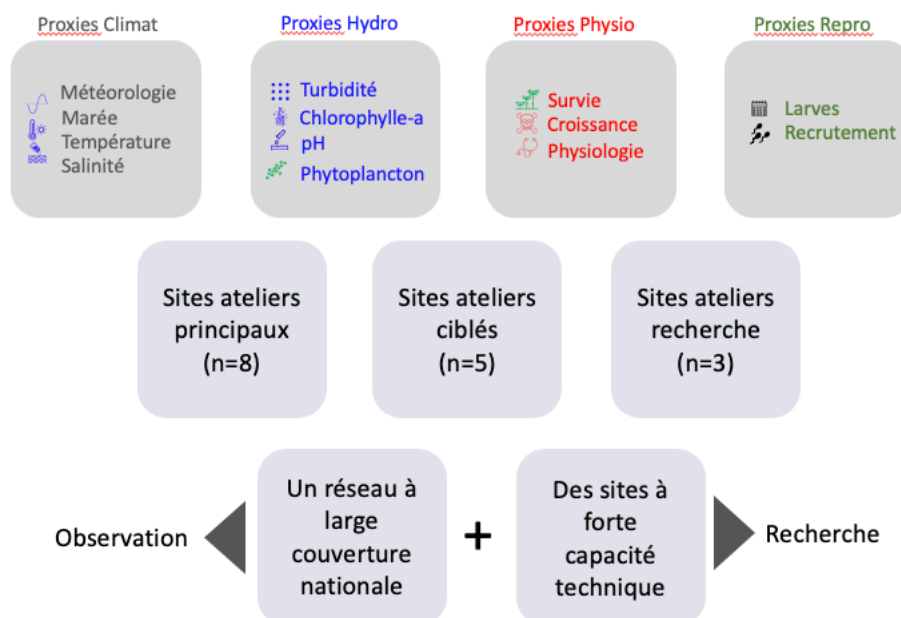 Proxies Climat
Proxies Hydro
Proxies Physio
Proxies Repro
Météorologie
Marée
Température
Salinité
Turbidité
Chlorophylle-a
pH
Phytoplancton
Survie
Croissance
Physiologie
Larves
Recrutement
Sites ateliers
principaux
(n=8)
Sites ateliers
ciblés
(n=5)
Sites ateliers
recherche
(n=3)
Observation
Un réseau à
large
couverture
nationale
+
Des sites à
forte
capacité
technique
Recherche